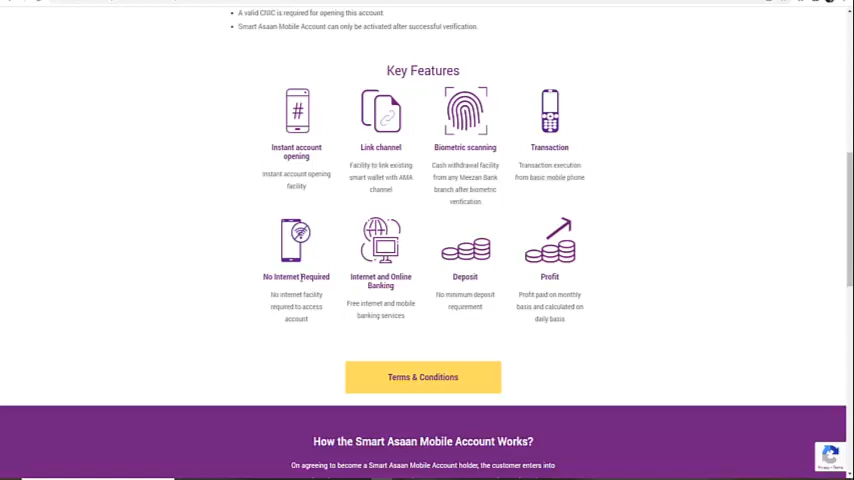 A valid CNIC is required for opening this account.
Smart Asaan Mobile Account can only be activated after successful verification.
Key Features
#
Instant account
opening
Instant account opening
facility
Link channel
Facility to link existing
smart wallet with AMA
channel
Biometric scanning
Cash withdrawal facility
from any Meezan Bank
branch after biometric
verification
Transaction
Transaction execution
from basic mobile phone
No Internet Required
No internet facility
required to access
account
Internet and Online
Banking
Free internet and mobile
banking services
Deposit
No minimum deposit
requirement
Profit
Profit paid on monthly
basis and calculated on
daily basis
Terms & Conditions
How the Smart Asaan Mobile Account Works?
On agreeing to become a Smart Asaan Mobile Account holder, the customer enters into
Privacy - Terms